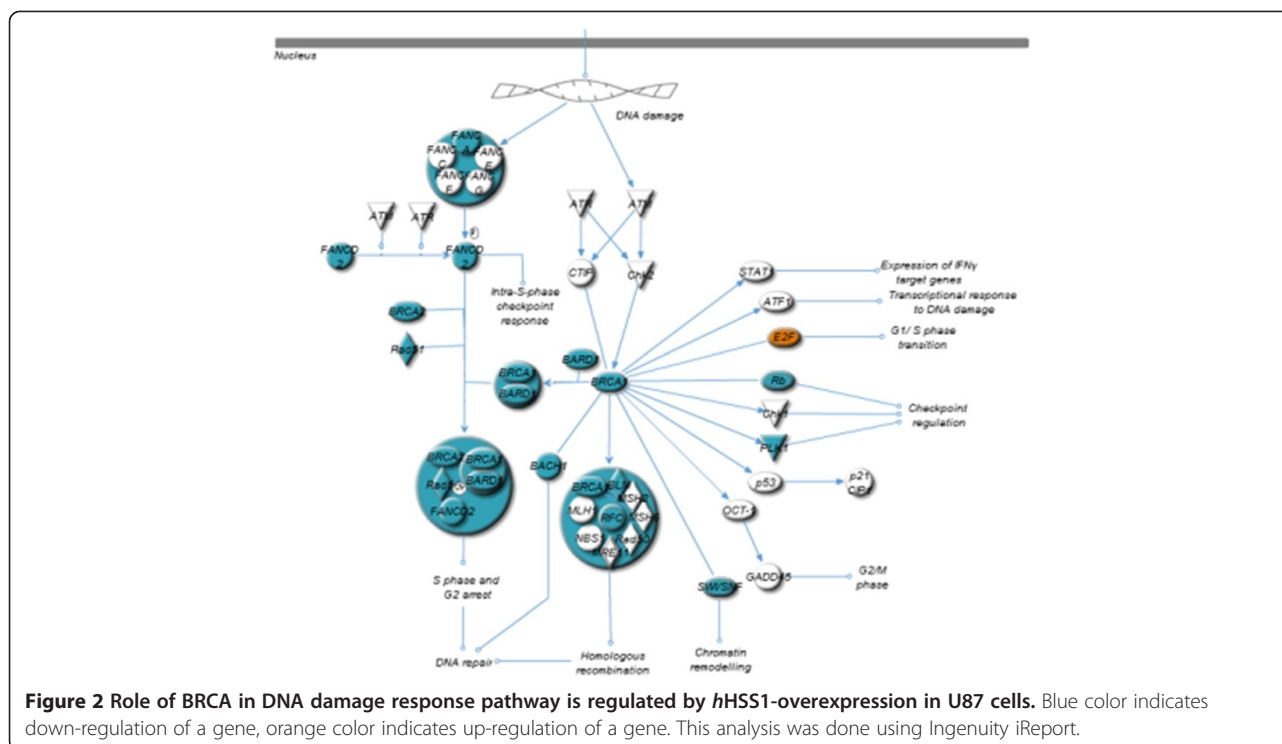 Nucleus
DNA damage
FANC
A
FANC
C
FANC
E
FANC
F
FANC
G
ATM
ATR
ATR
ATM
FANCD
2
P
FANCD
2
CTIP
Chk2
Intra-S-phase
checkpoint
response
STAT1
Expression of IFNγ
target genes
ATF1
Transcriptional response
to DNA damage
E2F
G1/ S phase
transition
BRCA2
Rad51
BARD1
BRCA1
BARD1
BRCA1
Rb
Chk1
Checkpoint
regulation
PLK1
BRCA2
BRCA1
BARD1
FANCD2
BACH1
BRCA1
BLM
MSH2
MSH6
MLH1
RFC
NBS1
Rad50
MRE11
p53
p21
CIP1
OCT-1
GADD45
G2/M
phase
SWI/SNF
S phase and
G2 arrest
DNA repair
Homologous
recombination
Chromatin
remodelling
Figure 2 Role of BRCA in DNA damage response pathway is regulated by hHSS1-overexpression in U87 cells. Blue color indicates
down-regulation of a gene, orange color indicates up-regulation of a gene. This analysis was done using Ingenuity iReport.